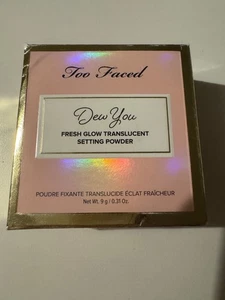 Too Faced
Dew You
FRESH GLOW TRANSLUCENT
SETTING POWDER
POUDRE FIXANTE TRANSLUCIDE ÉCLAT FRAÎCHEUR
Net Wt. 9 g / 0.31 Oz.